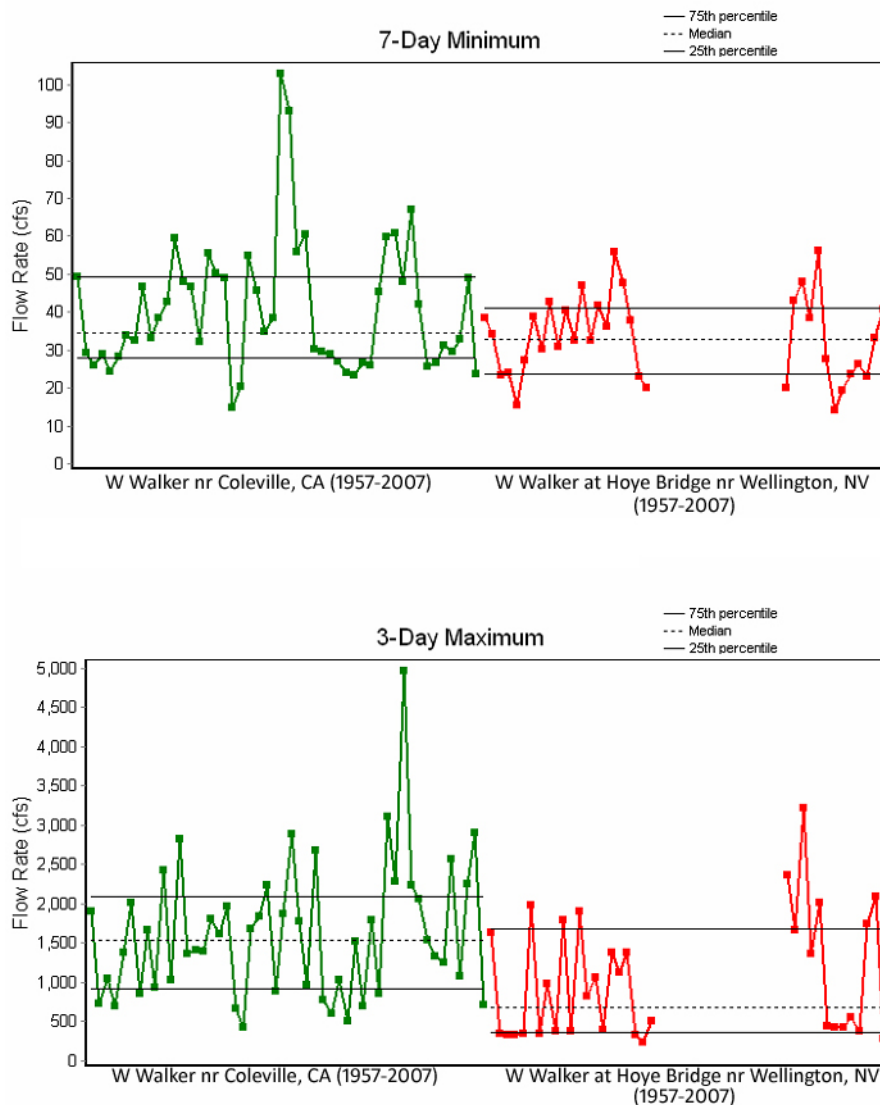 75th percentile
Median
25th percentile
7-Day Minimum
Flow Rate (cfs)
100
90
80
70
60
50
40
30
20
10
0
W Walker nr Coleville, CA (1957-2007)
W Walker at Hoye Bridge nr Wellington, NV
(1957-2007)
75th percentile
Median
25th percentile
3-Day Maximum
Flow Rate (cfs)
5,000
4,500
4,000
3,500
3,000
2,500
2,000
1,500
1,000
500
0
W Walker nr Coleville, CA (1957-2007)
W Walker at Hoye Bridge nr Wellington, NV
(1957-2007)